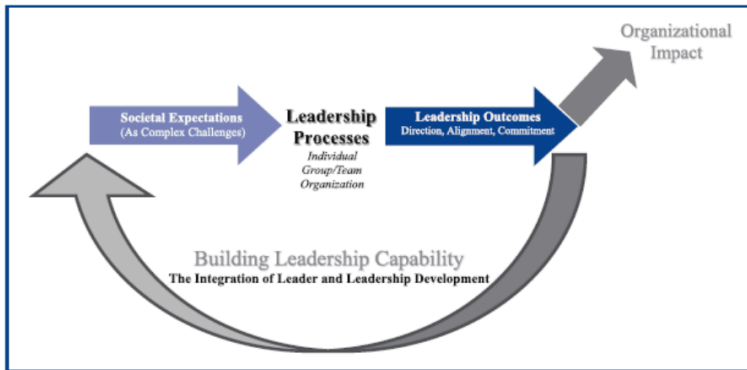 Organizational
Impact
Societal Expectations
(As Complex Challenges)
Leadership
Processes
Individual
Group/Team
Organization
Leadership Outcomes
Direction, Alignment, Commitment
Building Leadership Capability
The Integration of Leader and Leadership Development